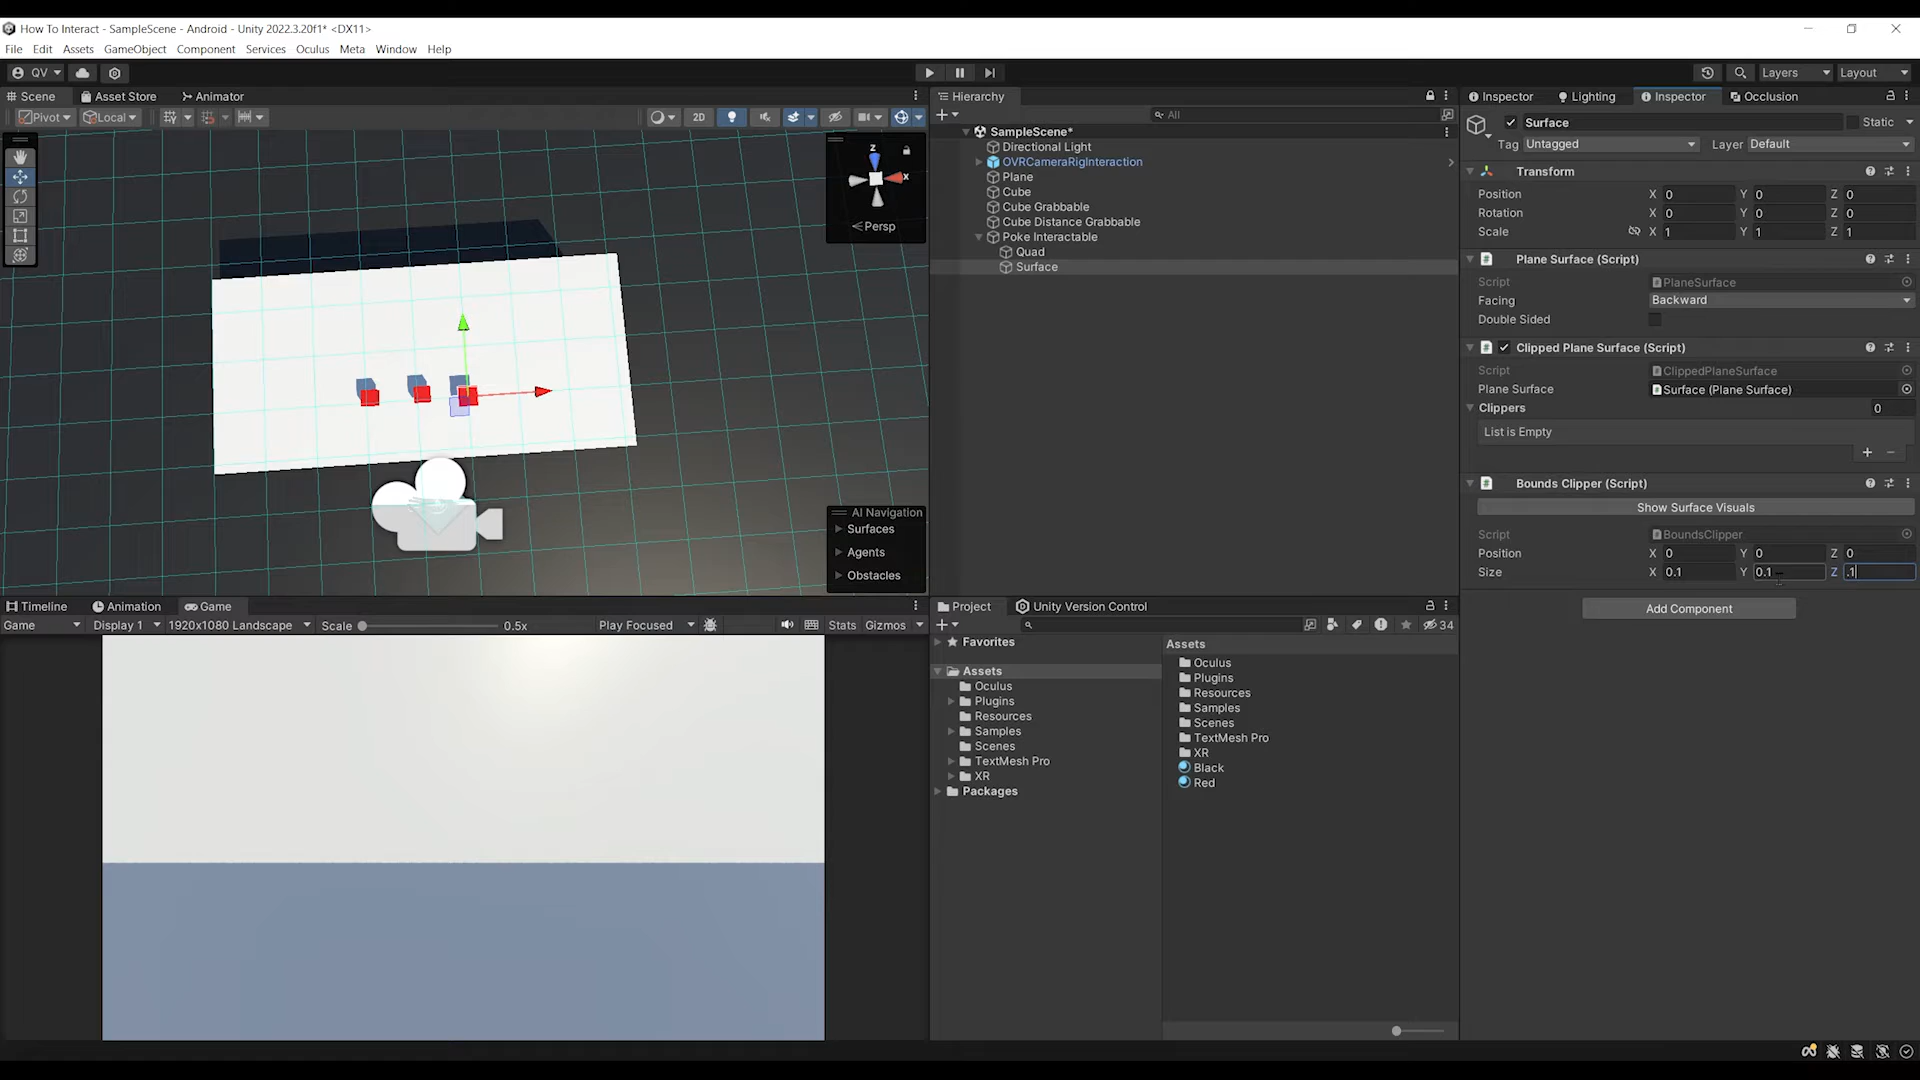 How To Interact - SampleScene - Android - Unity 2022.3.20f1* <DX11>
File Edit Assets GameObject Component Services Oculus Meta Window Help
QV Layers Layout
Scene Asset Store Animator
Pivot Local 2D
z
x
Persp
AI Navigation
Surfaces
Agents
Obstacles
Hierarchy
All
SampleScene*
Directional Light
OVRCameraRigInteraction
Plane
Cube
Cube Grabbable
Cube Distance Grabbable
Poke Interactable
Quad
Surface
Inspector Lighting Inspector Occlusion
Surface Static
Tag Untagged Layer Default
Transform
Position X 0 Y 0 Z 0
Rotation X 0 Y 0 Z 0
Scale X 1 Y 1 Z 1
Plane Surface (Script)
Script PlaneSurface
Facing Backward
Double Sided
Clipped Plane Surface (Script)
Script ClippedPlaneSurface
Plane Surface Surface (Plane Surface)
Clippers 0
List is Empty
+ -
Bounds Clipper (Script)
Show Surface Visuals
Script BoundsClipper
Position X 0 Y 0 Z 0
Size X 0.1 Y 0.1 Z .1
Add Component
Timeline Animation Game
Game Display 1 1920x1080 Landscape Scale 0.5x Play Focused Stats Gizmos
Project Unity Version Control
34
Favorites
Assets
Oculus
Plugins
Resources
Samples
Scenes
TextMesh Pro
XR
Packages
Assets
Oculus
Plugins
Resources
Samples
Scenes
TextMesh Pro
XR
Black
Red